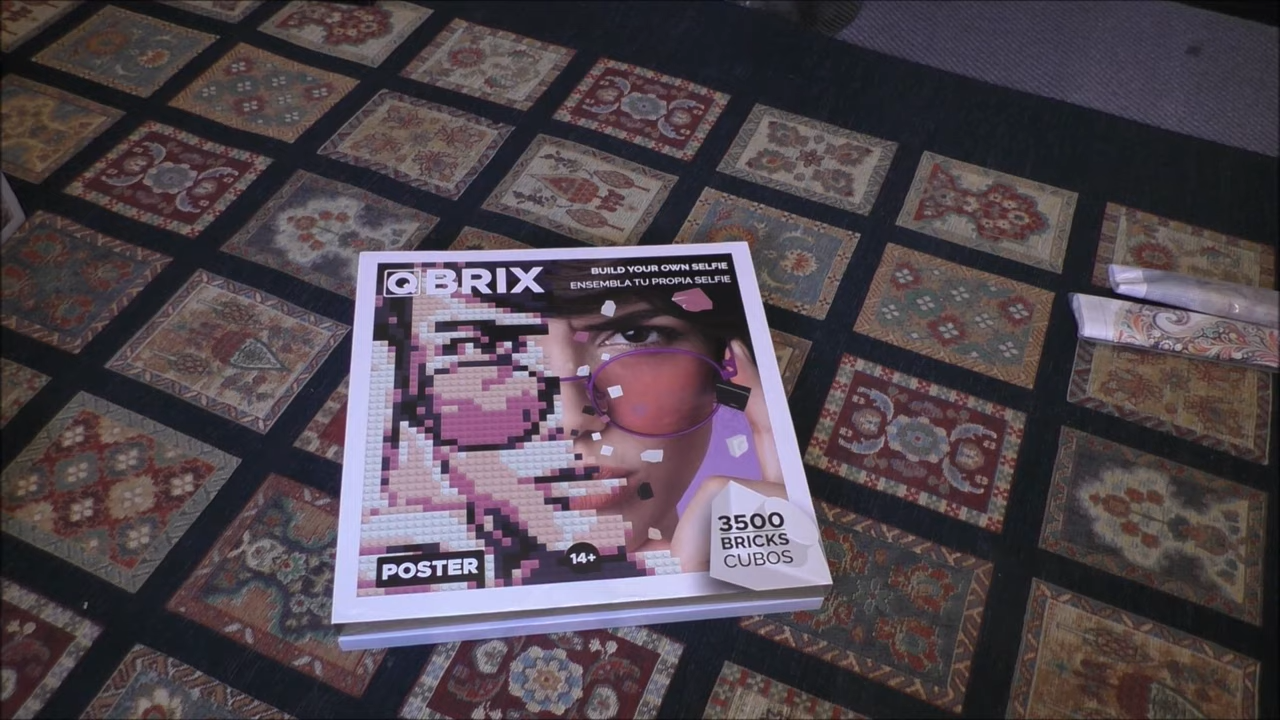 QBRIX
BUILD YOUR OWN SELFIE
ENSEMBLA TU PROPIA SELFIE
POSTER
14+
3500
BRICKS
CUBOS